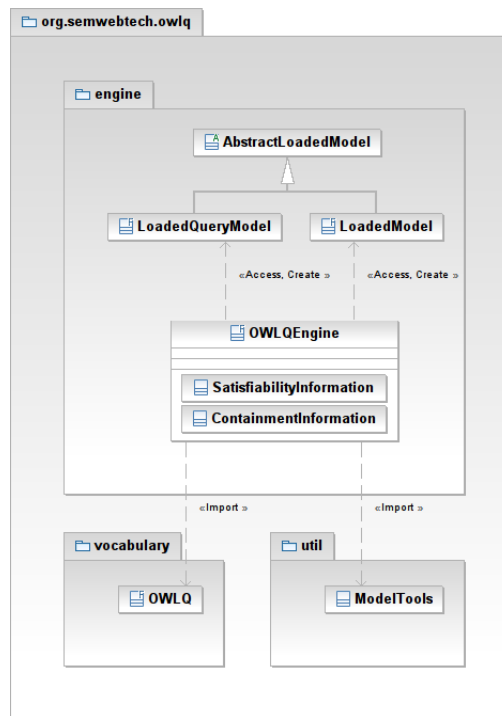 org.semwebtech.owlq
engine
AbstractLoadedModel
LoadedQueryModel
LoadedModel
«Access, Create »
«Access, Create »
OWLQEngine
SatisfiabilityInformation
ContainmentInformation
«Import »
«Import »
vocabulary
util
OWLQ
ModelTools